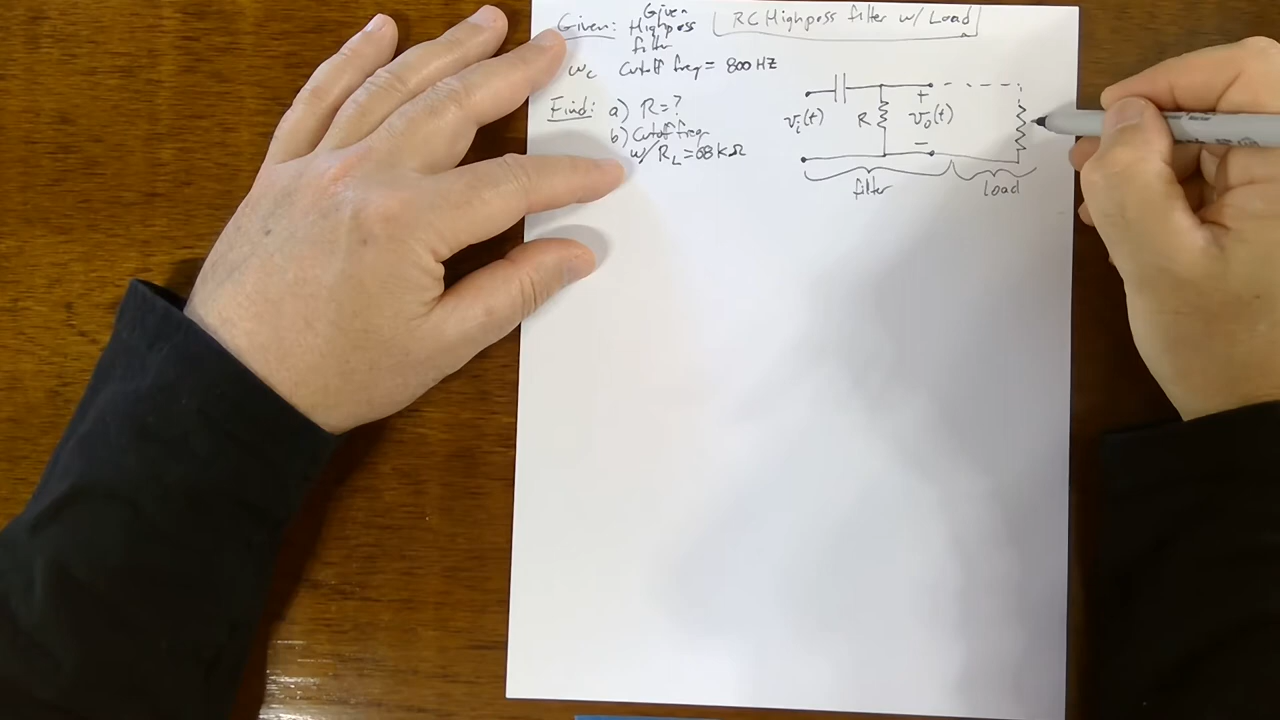 Given: Given
Highpass
filter
RC Highpass filter w/ Load
ωc Cutoff freq = 800 Hz
Find: a) R = ?
b) Cutoff freq
w/ RL = 68 kΩ
vi(t)
R
+
vo(t)
−
filter
Load